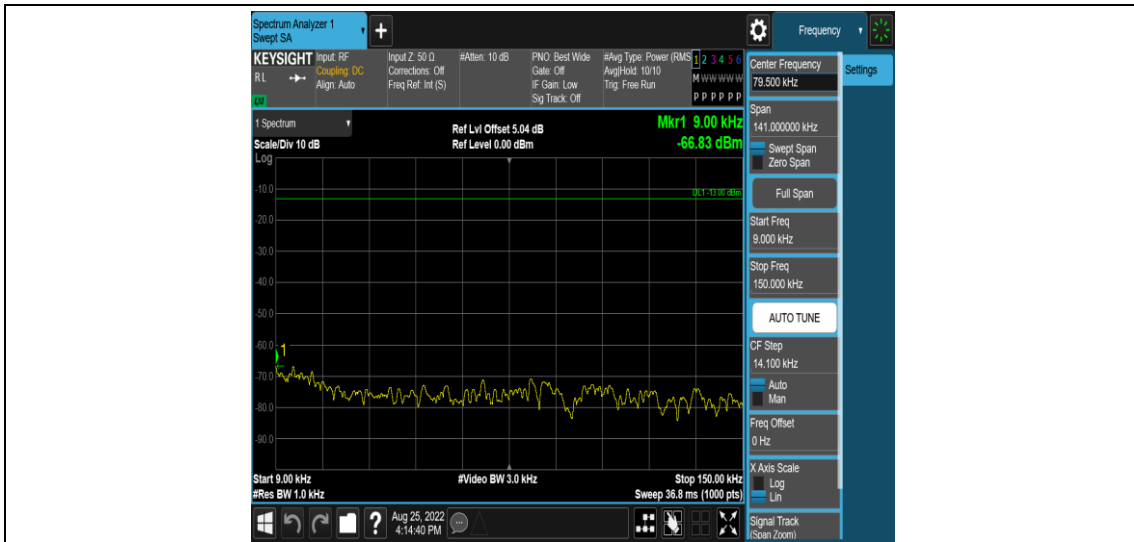 Spectrum Analyzer 1
Swept SA
+
Frequency
KEYSIGHT
RL
LXI
Input: RF
Coupling: DC
Align: Auto
Input Z: 50 Ω
Corrections: Off
Freq Ref: Int (S)
#Atten: 10 dB
PNO: Best Wide
Gate: Off
IF Gain: Low
Sig Track: Off
#Avg Type: Power (RMS
Avg|Hold: 10/10
Trig: Free Run
1 2 3 4 5 6
M W W W W W
P P P P P P
1 Spectrum
Scale/Div 10 dB
Ref Lvl Offset 5.04 dB
Ref Level 0.00 dBm
Mkr1 9.00 kHz
-66.83 dBm
Log
DL1 -13.00 dBm
-10.0
-20.0
-30.0
-40.0
-50.0
-60.0
1
-70.0
-80.0
-90.0
Start 9.00 kHz
#Video BW 3.0 kHz
Stop 150.00 kHz
#Res BW 1.0 kHz
Sweep 36.8 ms (1000 pts)
?
Aug 25, 2022
4:14:40 PM
Center Frequency
79.500 kHz
Settings
Span
141.000000 kHz
Swept Span
Zero Span
Full Span
Start Freq
9.000 kHz
Stop Freq
150.000 kHz
AUTO TUNE
CF Step
14.100 kHz
Auto
Man
Freq Offset
0 Hz
X Axis Scale
Log
Lin
Signal Track
(Span Zoom)